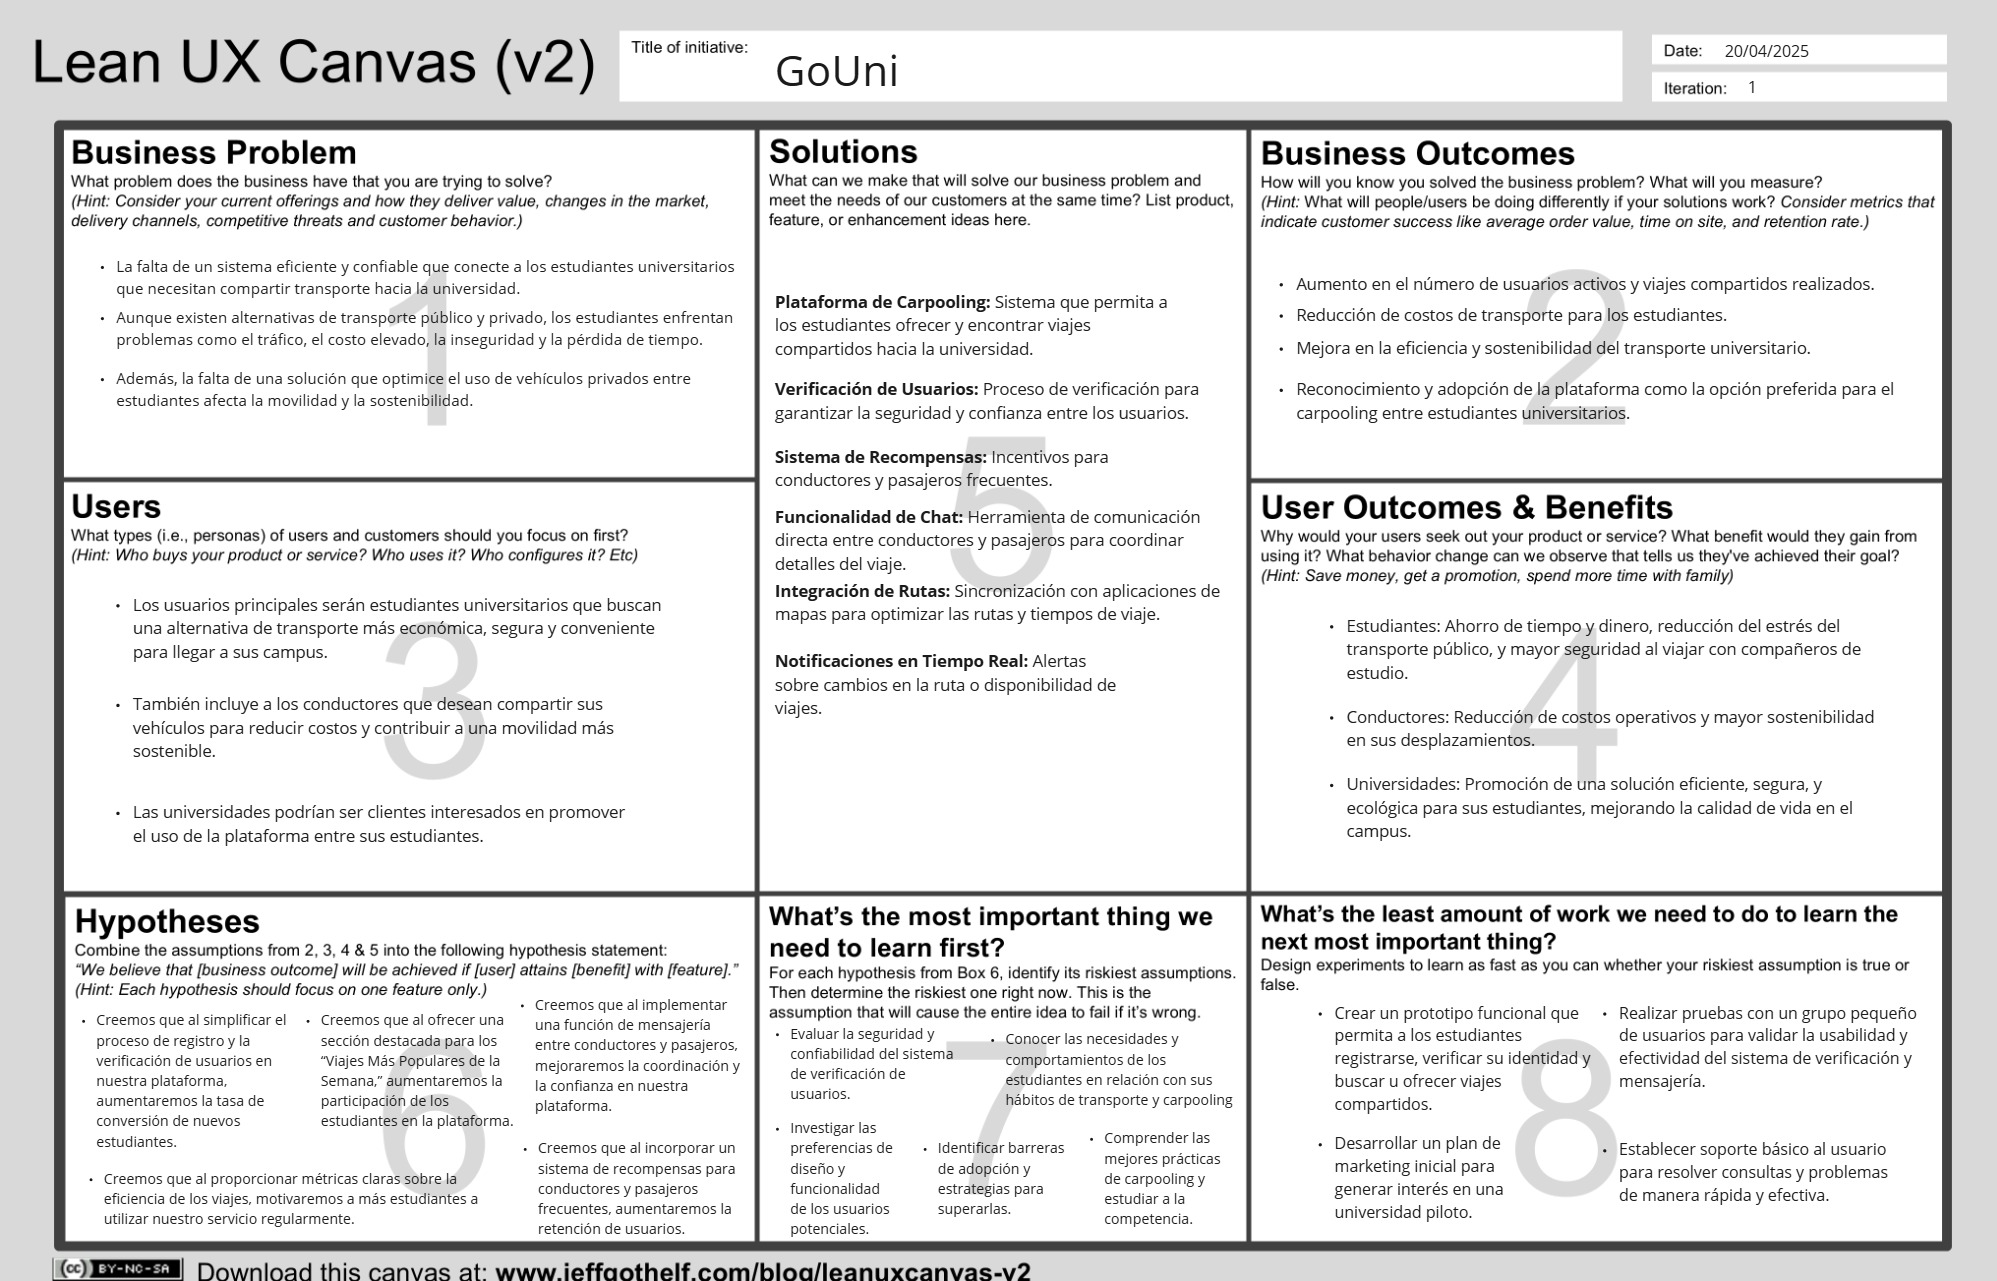 Lean UX Canvas (v2)
Title of initiative:
GoUni
Date: 20/04/2025
Iteration: 1
Business Problem
What problem does the business have that you are trying to solve?
(Hint: Consider your current offerings and how they deliver value, changes in the market,
delivery channels, competitive threats and customer behavior.)
1
• La falta de un sistema eficiente y confiable que conecte a los estudiantes universitarios
que necesitan compartir transporte hacia la universidad.
• Aunque existen alternativas de transporte público y privado, los estudiantes enfrentan
problemas como el tráfico, el costo elevado, la inseguridad y la pérdida de tiempo.
• Además, la falta de una solución que optimice el uso de vehículos privados entre
estudiantes afecta la movilidad y la sostenibilidad.
Solutions
What can we make that will solve our business problem and
meet the needs of our customers at the same time? List product,
feature, or enhancement ideas here.
5
Plataforma de Carpooling: Sistema que permita a
los estudiantes ofrecer y encontrar viajes
compartidos hacia la universidad.
Verificación de Usuarios: Proceso de verificación para
garantizar la seguridad y confianza entre los usuarios.
Sistema de Recompensas: Incentivos para
conductores y pasajeros frecuentes.
Funcionalidad de Chat: Herramienta de comunicación
directa entre conductores y pasajeros para coordinar
detalles del viaje.
Integración de Rutas: Sincronización con aplicaciones de
mapas para optimizar las rutas y tiempos de viaje.
Notificaciones en Tiempo Real: Alertas
sobre cambios en la ruta o disponibilidad de
viajes.
Business Outcomes
How will you know you solved the business problem? What will you measure?
(Hint: What will people/users be doing differently if your solutions work? Consider metrics that
indicate customer success like average order value, time on site, and retention rate.)
2
• Aumento en el número de usuarios activos y viajes compartidos realizados.
• Reducción de costos de transporte para los estudiantes.
• Mejora en la eficiencia y sostenibilidad del transporte universitario.
• Reconocimiento y adopción de la plataforma como la opción preferida para el
carpooling entre estudiantes universitarios.
Users
What types (i.e., personas) of users and customers should you focus on first?
(Hint: Who buys your product or service? Who uses it? Who configures it? Etc)
3
• Los usuarios principales serán estudiantes universitarios que buscan
una alternativa de transporte más económica, segura y conveniente
para llegar a sus campus.
• También incluye a los conductores que desean compartir sus
vehículos para reducir costos y contribuir a una movilidad más
sostenible.
• Las universidades podrían ser clientes interesados en promover
el uso de la plataforma entre sus estudiantes.
User Outcomes & Benefits
Why would your users seek out your product or service? What benefit would they gain from
using it? What behavior change can we observe that tells us they've achieved their goal?
(Hint: Save money, get a promotion, spend more time with family)
4
• Estudiantes: Ahorro de tiempo y dinero, reducción del estrés del
transporte público, y mayor seguridad al viajar con compañeros de
estudio.
• Conductores: Reducción de costos operativos y mayor sostenibilidad
en sus desplazamientos.
• Universidades: Promoción de una solución eficiente, segura, y
ecológica para sus estudiantes, mejorando la calidad de vida en el
campus.
Hypotheses
Combine the assumptions from 2, 3, 4 & 5 into the following hypothesis statement:
“We believe that [business outcome] will be achieved if [user] attains [benefit] with [feature].”
(Hint: Each hypothesis should focus on one feature only.)
6
• Creemos que al simplificar el
proceso de registro y la
verificación de usuarios en
nuestra plataforma,
aumentaremos la tasa de
conversión de nuevos
estudiantes.
• Creemos que al ofrecer una
sección destacada para los
“Viajes Más Populares de la
Semana,” aumentaremos la
participación de los
estudiantes en la plataforma.
• Creemos que al implementar
una función de mensajería
entre conductores y pasajeros,
mejoraremos la coordinación y
la confianza en nuestra
plataforma.
• Creemos que al proporcionar métricas claras sobre la
eficiencia de los viajes, motivaremos a más estudiantes a
utilizar nuestro servicio regularmente.
• Creemos que al incorporar un
sistema de recompensas para
conductores y pasajeros
frecuentes, aumentaremos la
retención de usuarios.
What’s the most important thing we
need to learn first?
For each hypothesis from Box 6, identify its riskiest assumptions.
Then determine the riskiest one right now. This is the
assumption that will cause the entire idea to fail if it’s wrong.
7
• Evaluar la seguridad y
confiabilidad del sistema
de verificación de
usuarios.
• Conocer las necesidades y
comportamientos de los
estudiantes en relación con sus
hábitos de transporte y carpooling
• Investigar las
preferencias de
diseño y
funcionalidad
de los usuarios
potenciales.
• Identificar barreras
de adopción y
estrategias para
superarlas.
• Comprender las
mejores prácticas
de carpooling y
estudiar a la
competencia.
What’s the least amount of work we need to do to learn the
next most important thing?
Design experiments to learn as fast as you can whether your riskiest assumption is true or
false.
8
• Crear un prototipo funcional que
permita a los estudiantes
registrarse, verificar su identidad y
buscar u ofrecer viajes
compartidos.
• Realizar pruebas con un grupo pequeño
de usuarios para validar la usabilidad y
efectividad del sistema de verificación y
mensajería.
• Desarrollar un plan de
marketing inicial para
generar interés en una
universidad piloto.
• Establecer soporte básico al usuario
para resolver consultas y problemas
de manera rápida y efectiva.
(cc) BY-NC-SA
Download this canvas at: www.jeffgothelf.com/blog/leanuxcanvas-v2